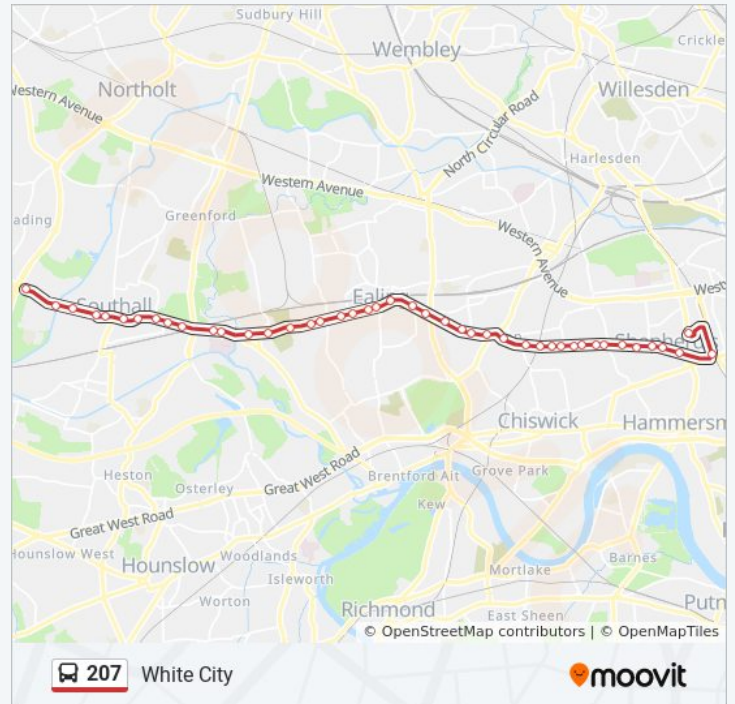 Sudbury Hill
Crickle
Wembley
Northolt
Willesden
Western Avenue
North Circular Road
Harlesden
Western Avenue
Greenford
ading
Western Avenue
West
Southall
Ealing
Shepherd
Chiswick
Hammersm
Great West Road
Heston
Brentford Ait
Grove Park
Osterley
Kew
Great West Road
Hounslow West
Woodlands
Barnes
Hounslow
Mortlake
Isleworth
Worton
Putn
Richmond
East Sheen
© OpenStreetMap contributors | © OpenMapTiles
207 White City
moovit